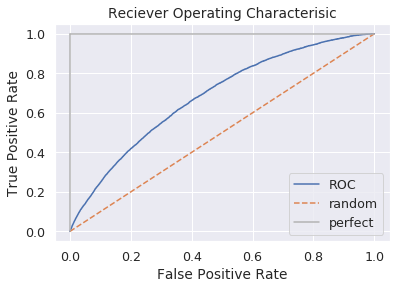 Reciever Operating Characterisic
1.0
0.8
0.6
0.4
0.2
0.0
True Positive Rate
ROC
random
perfect
0.0 0.2 0.4 0.6 0.8 1.0
False Positive Rate